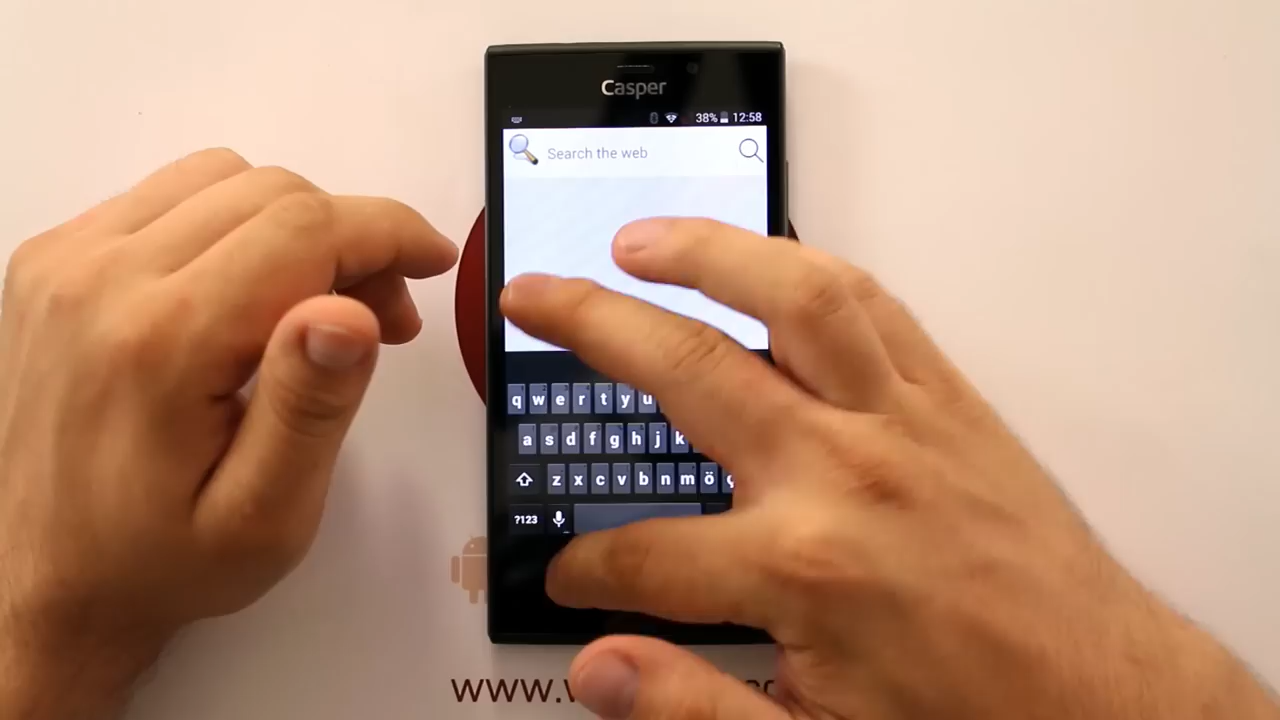 Casper
38% 12:58
Search the web
q w e r t y u
a s d f g h j k
z x c v b n m ö
?123
www.